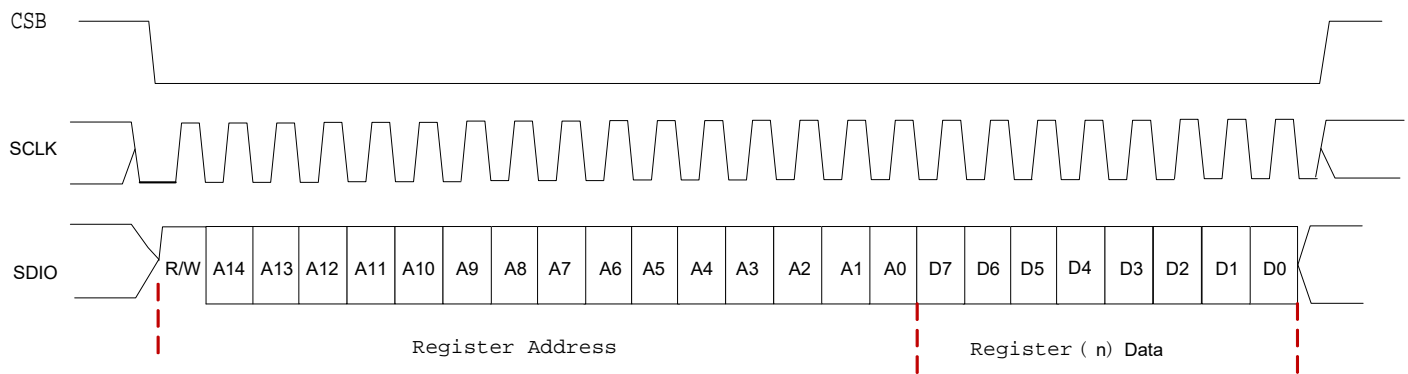 CSB
SCLK
SDIO R/W A14 A13 A12 A11 A10 A9 A8 A7 A6 A5 A4 A3 A2 A1 A0 D7 D6 D5 D4 D3 D2 D1 D0
Register Address Register ( n) Data